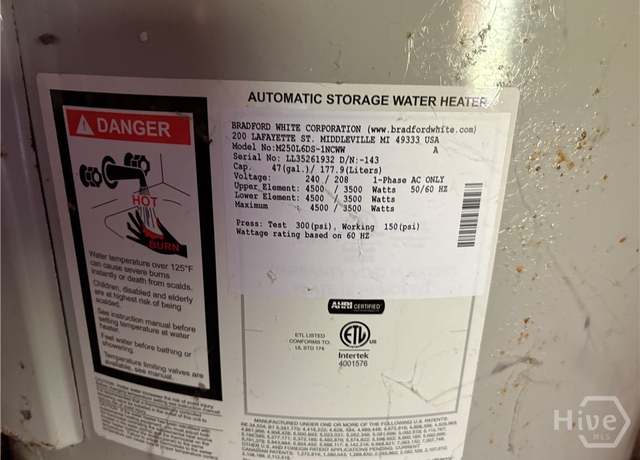 AUTOMATIC STORAGE WATER HEATER
DANGER
HOT
BURN
Water temperature over 125°F
can cause severe burns
instantly or death from scalds.
Children, disabled and elderly
are at highest risk of being
scalded.
See instruction manual before
setting temperature at water
heater.
Feel water before bathing or
showering.
Temperature limiting valves are
available, see manual.
BRADFORD WHITE CORPORATION (www.bradfordwhite.com)
200 LAFAYETTE ST. MIDDLEVILLE MI 49333 USA
Model No:M250L6DS-1NCWW A
Serial No: LL35261932 D/N:-143
Cap. 47(gal.)/ 177.9(Liters)
Voltage: 240 / 208 1-Phase AC ONLY
Upper Element: 4500 / 3500 Watts 50/60 HZ
Lower Element: 4500 / 3500 Watts
Maximum 4500 / 3500 Watts
Press: Test 300(psi), Working 150(psi)
Wattage rating based on 60 HZ
AHRI CERTIFIED
ETL LISTED
CONFORMS TO
UL STD 174
ETL
US
Intertek
4001576
Hive
MLS